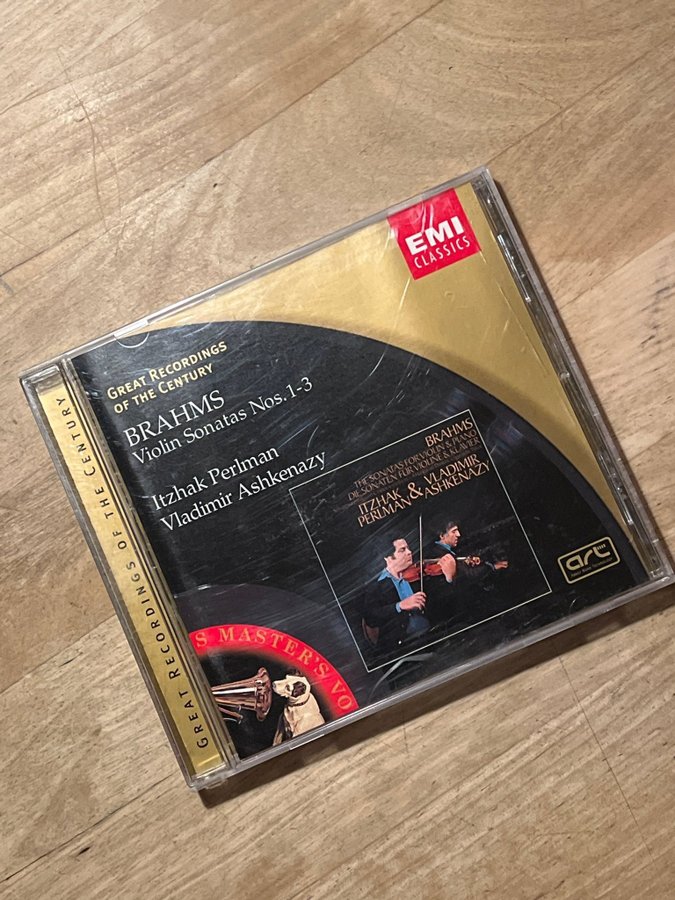 EMI
CLASSICS
GREAT RECORDINGS
OF THE CENTURY
BRAHMS
Violin Sonatas Nos. 1-3
Itzhak Perlman
Vladimir Ashkenazy
BRAHMS
THE SONATAS FOR VIOLIN & PIANO
DIE SONATEN FÜR VIOLINE & KLAVIER
ITZHAK PERLMAN & VLADIMIR ASHKENAZY
art
S MASTER'S VO
GREAT RECORDINGS OF THE CENTURY